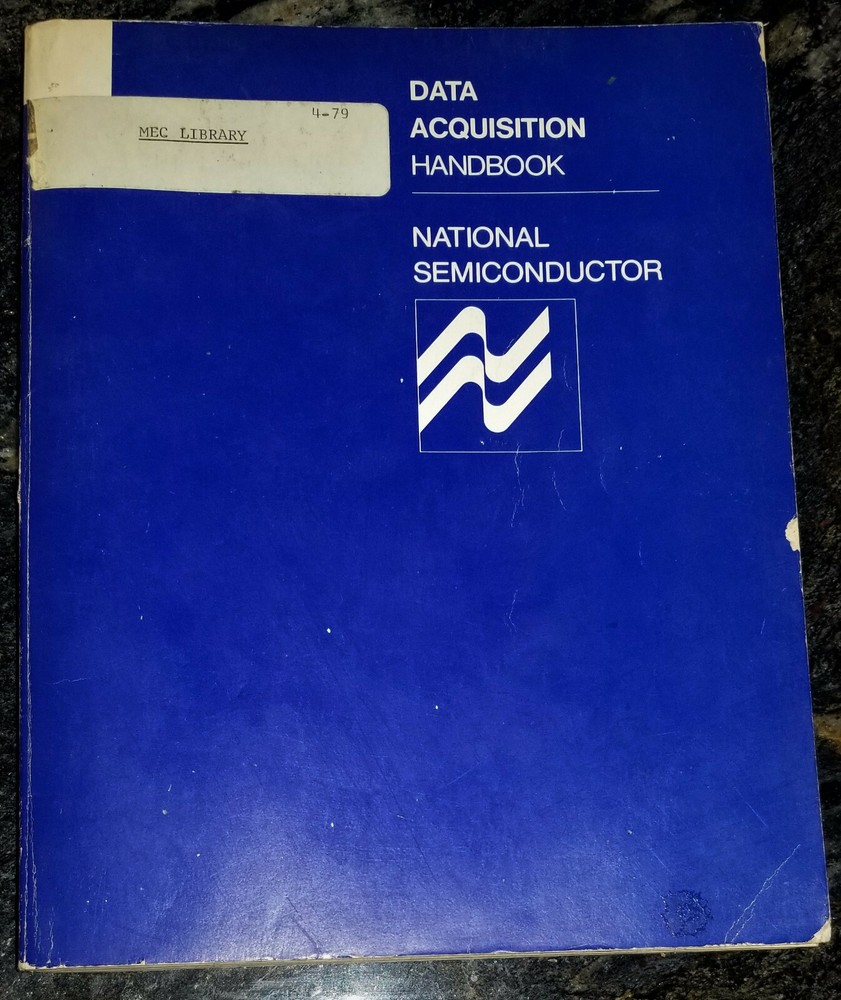 4-79
MEC LIBRARY
DATA
ACQUISITION
HANDBOOK
NATIONAL
SEMICONDUCTOR